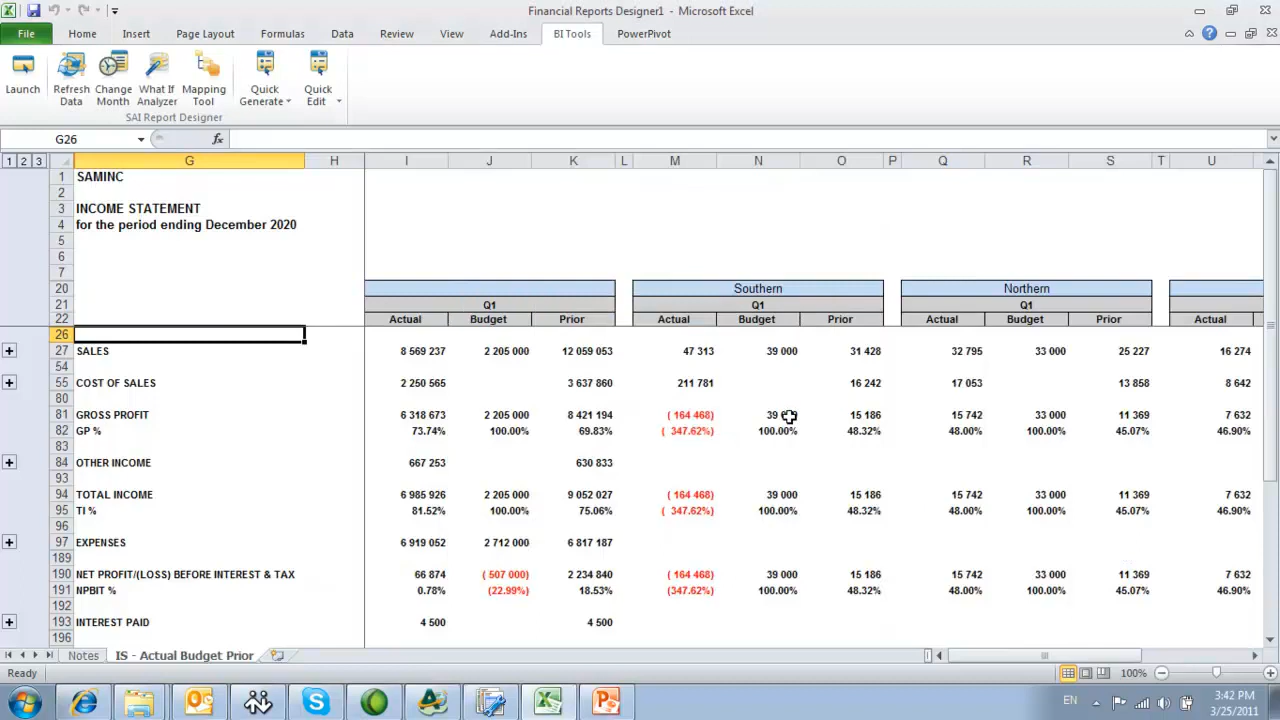 Financial Reports Designer1 - Microsoft Excel
File Home Insert Page Layout Formulas Data Review View Add-Ins BI Tools PowerPivot
Launch Refresh Data Change Month What If Analyzer Mapping Tool Quick Generate Quick Edit
SAI Report Designer
G26 fx
1 2 3 G H I J K L M N O P Q R S T U
1 SAMINC
2
3 INCOME STATEMENT
4 for the period ending December 2020
5
6
7
20 Southern Northern
21 Q1 Q1 Q1
22 Actual Budget Prior Actual Budget Prior Actual Budget Prior Actual
26
27 SALES 8 569 237 2 205 000 12 059 053 47 313 39 000 31 428 32 795 33 000 25 227 16 274
54
55 COST OF SALES 2 250 565 3 637 860 211 781 16 242 17 053 13 858 8 642
80
81 GROSS PROFIT 6 318 673 2 205 000 8 421 194 ( 164 468) 39 15 186 15 742 33 000 11 369 7 632
82 GP % 73.74% 100.00% 69.83% ( 347.62%) 100.00% 48.32% 48.00% 100.00% 45.07% 46.90%
83
84 OTHER INCOME 667 253 630 833
93
94 TOTAL INCOME 6 985 926 2 205 000 9 052 027 ( 164 468) 39 000 15 186 15 742 33 000 11 369 7 632
95 TI % 81.52% 100.00% 75.06% ( 347.62%) 100.00% 48.32% 48.00% 100.00% 45.07% 46.90%
96
97 EXPENSES 6 919 052 2 712 000 6 817 187
189
190 NET PROFIT/(LOSS) BEFORE INTEREST & TAX 66 874 ( 507 000) 2 234 840 ( 164 468) 39 000 15 186 15 742 33 000 11 369 7 632
191 NPBIT % 0.78% (22.99%) 18.53% (347.62%) 100.00% 48.32% 48.00% 100.00% 45.07% 46.90%
192
193 INTEREST PAID 4 500 4 500
196
Notes IS - Actual Budget Prior
Ready 100%
EN 3:42 PM
3/25/2011